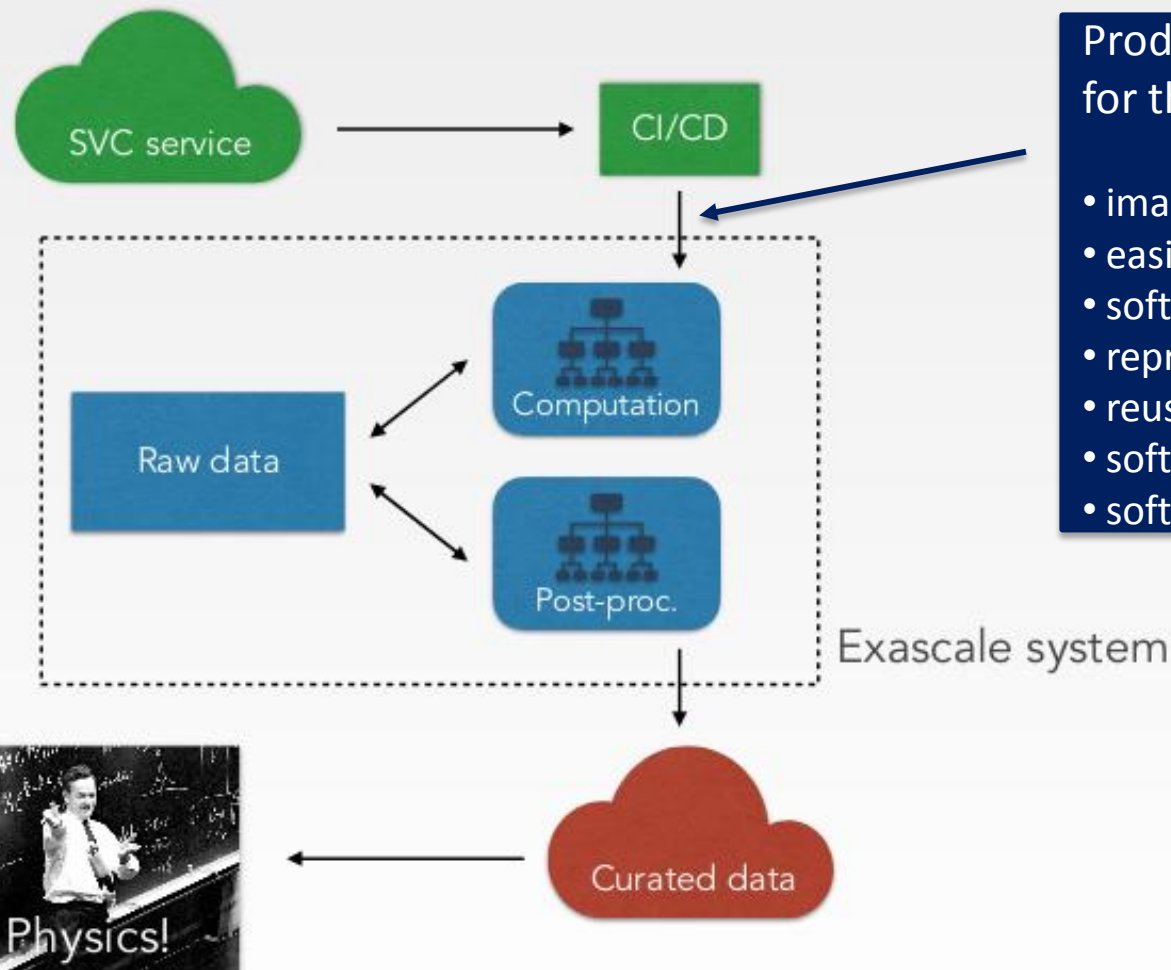 SVC service
CI/CD
Computation
Raw data
Post-proc.
Exascale system
Curated data
Physics!
Prod
for th
• ima
• easi
• soft
• repr
• reus
• soft
• soft